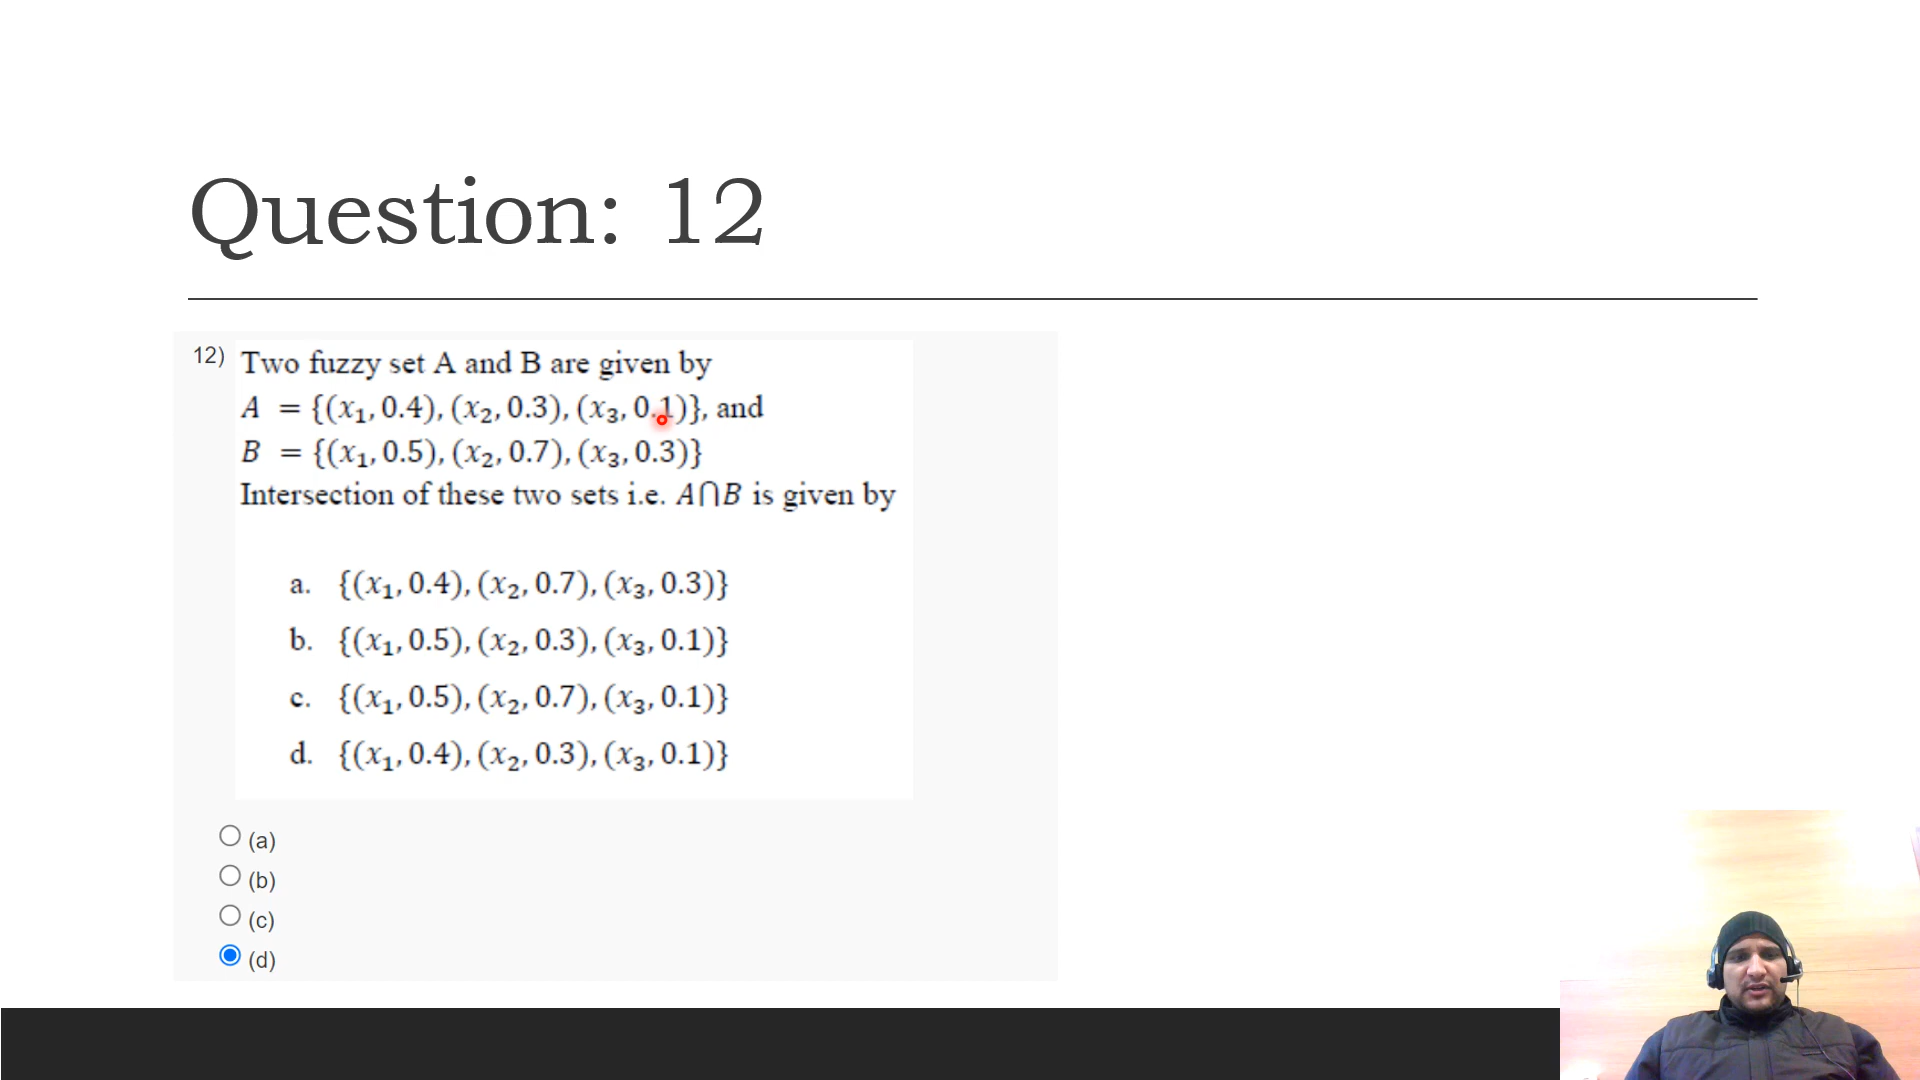 Question: 12
12) Two fuzzy set A and B are given by
A = {(x₁, 0.4), (x₂, 0.3), (x₃, 0.1)}, and
B = {(x₁, 0.5), (x₂, 0.7), (x₃, 0.3)}
Intersection of these two sets i.e. A⋂B is given by
a. {(x₁, 0.4), (x₂, 0.7), (x₃, 0.3)}
b. {(x₁, 0.5), (x₂, 0.3), (x₃, 0.1)}
c. {(x₁, 0.5), (x₂, 0.7), (x₃, 0.1)}
d. {(x₁, 0.4), (x₂, 0.3), (x₃, 0.1)}
(a)
(b)
(c)
(d)